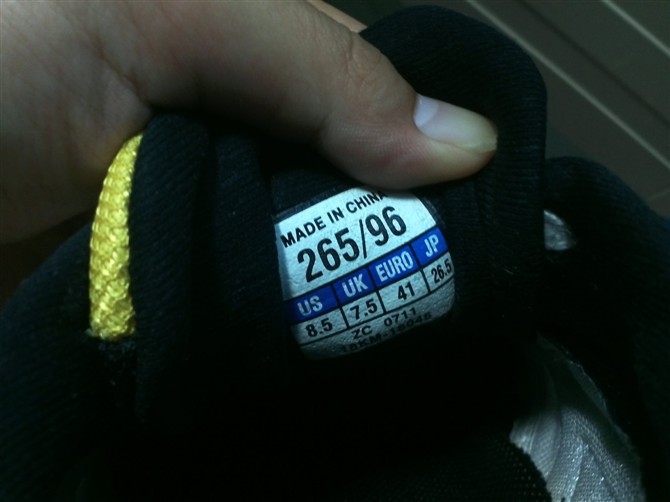 MADE IN CHINA
265/96
US UK EURO JP
8.5 7.5 41 26.5
ZC 0711